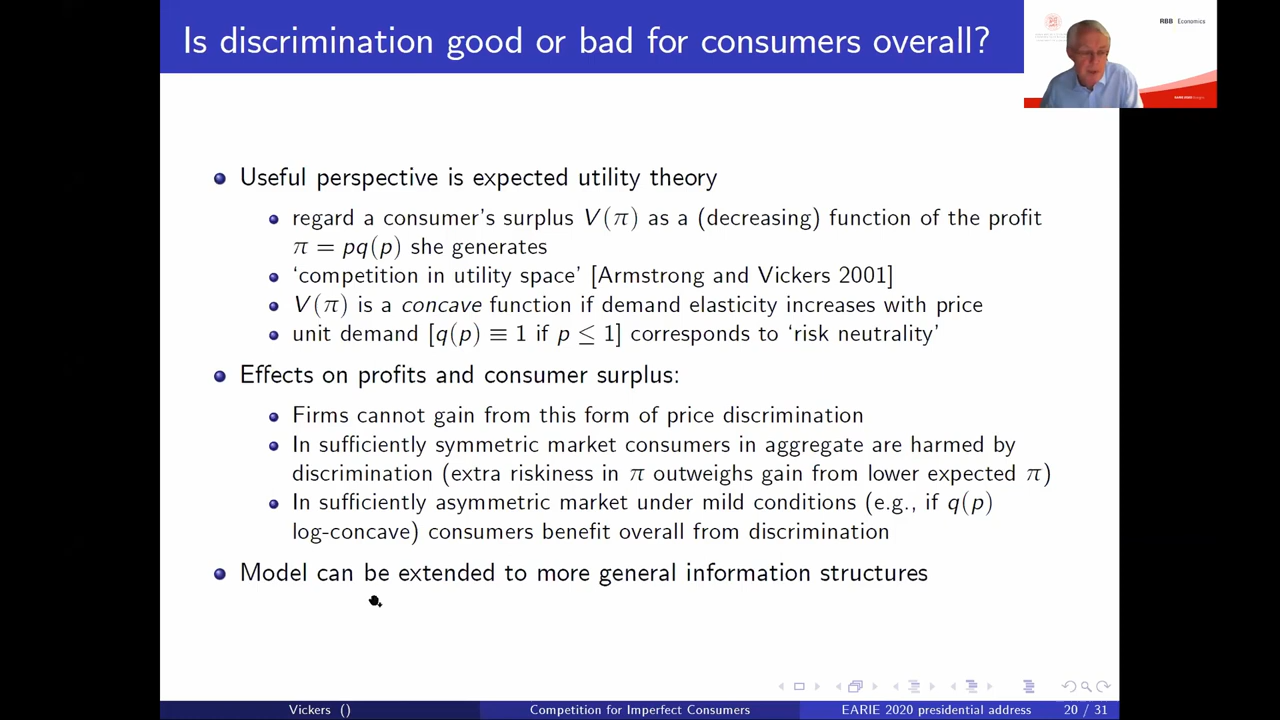 Is discrimination good or bad for consumers overall?
RBB Economics
Useful perspective is expected utility theory
regard a consumer's surplus V(π) as a (decreasing) function of the profit
π = pq(p) she generates
‘competition in utility space’ [Armstrong and Vickers 2001]
V(π) is a concave function if demand elasticity increases with price
unit demand [q(p) ≡ 1 if p ≤ 1] corresponds to ‘risk neutrality’
Effects on profits and consumer surplus:
Firms cannot gain from this form of price discrimination
In sufficiently symmetric market consumers in aggregate are harmed by
discrimination (extra riskiness in π outweighs gain from lower expected π)
In sufficiently asymmetric market under mild conditions (e.g., if q(p)
log-concave) consumers benefit overall from discrimination
Model can be extended to more general information structures
Vickers ()
Competition for Imperfect Consumers
EARIE 2020 presidential address
20 / 31